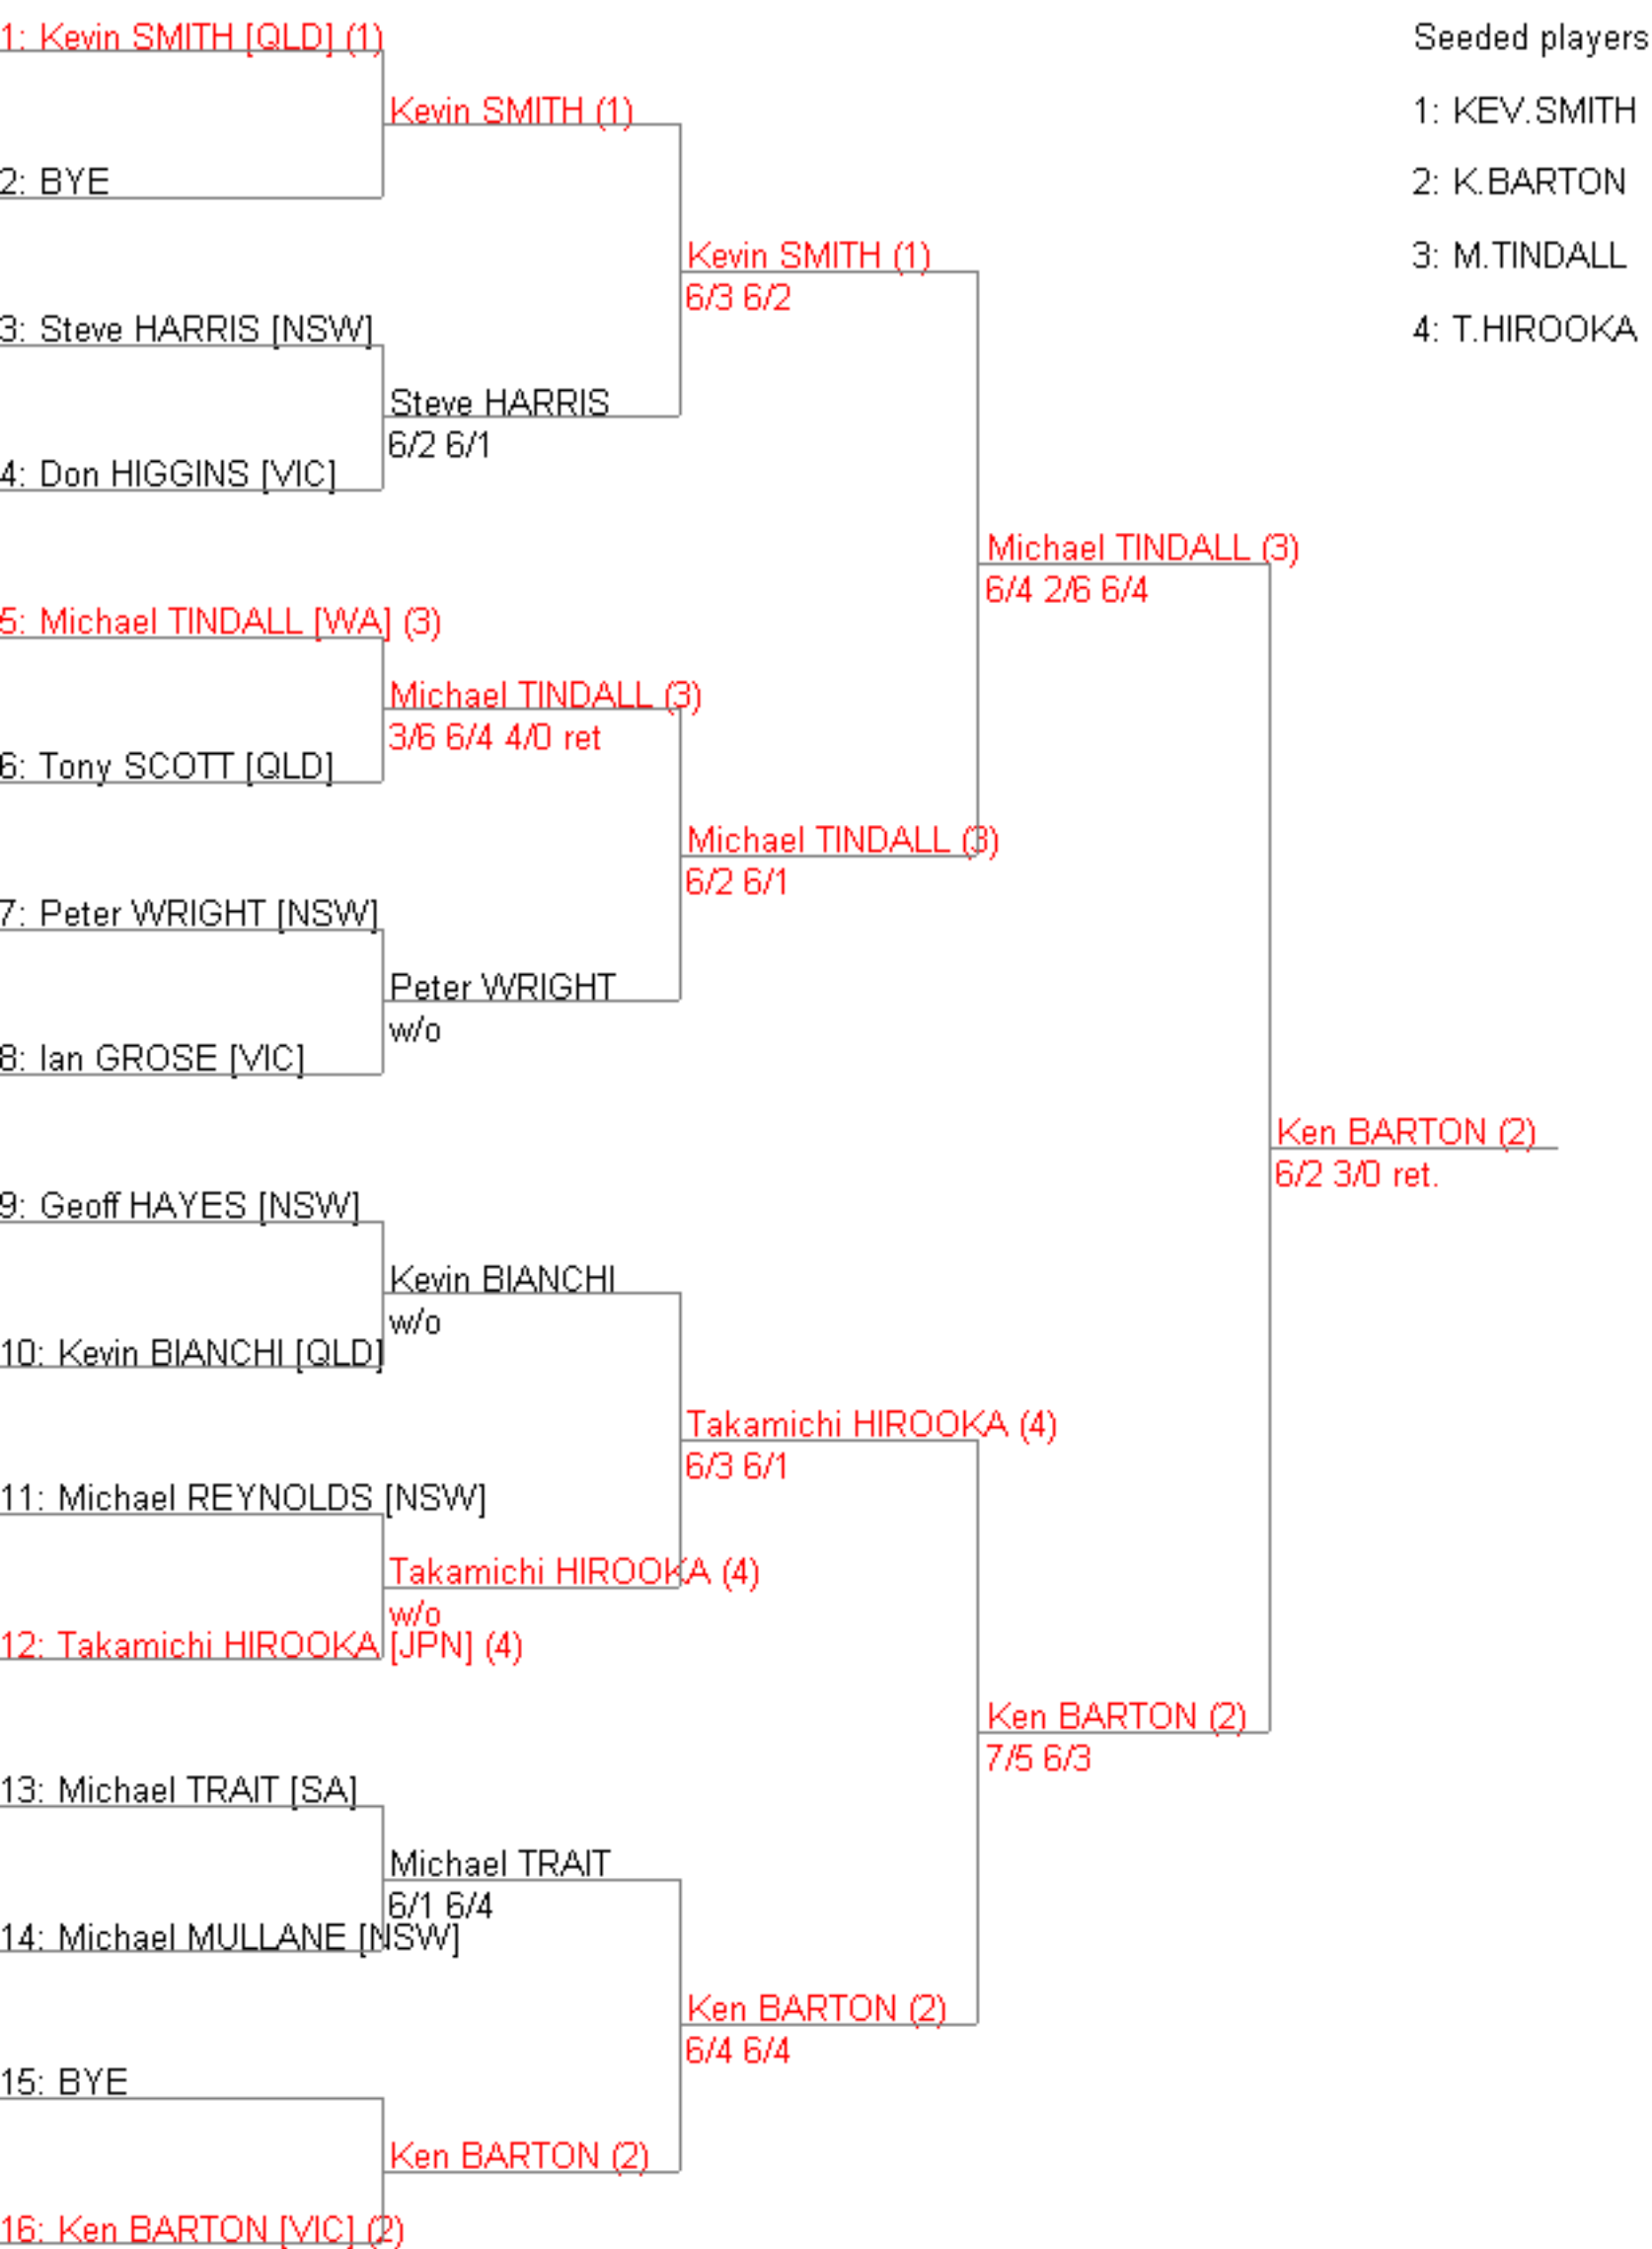 1: Kevin SMITH [QLD] (1)
Seeded players
Kevin SMITH (1)
1: KEV.SMITH
2: BYE
2: K.BARTON
Kevin SMITH (1)
6/3 6/2
3: M.TINDALL
3: Steve HARRIS [NSW]
4: T.HIROOKA
Steve HARRIS
6/2 6/1
4: Don HIGGINS [VIC]
Michael TINDALL (3)
6/4 2/6 6/4
5: Michael TINDALL [WA] (3)
Michael TINDALL (3)
3/6 6/4 4/0 ret
6: Tony SCOTT [QLD]
Michael TINDALL (3)
6/2 6/1
7: Peter WRIGHT [NSW]
Peter WRIGHT
w/o
8: Ian GROSE [VIC]
Ken BARTON (2)
6/2 3/0 ret.
9: Geoff HAYES [NSW]
Kevin BIANCHI
w/o
10: Kevin BIANCHI [QLD]
Takamichi HIROOKA (4)
6/3 6/1
11: Michael REYNOLDS [NSW]
Takamichi HIROOKA (4)
w/o
12: Takamichi HIROOKA [JPN] (4)
Ken BARTON (2)
7/5 6/3
13: Michael TRAIT [SA]
Michael TRAIT
6/1 6/4
14: Michael MULLANE [NSW]
Ken BARTON (2)
6/4 6/4
15: BYE
Ken BARTON (2)
16: Ken BARTON [VIC] (2)